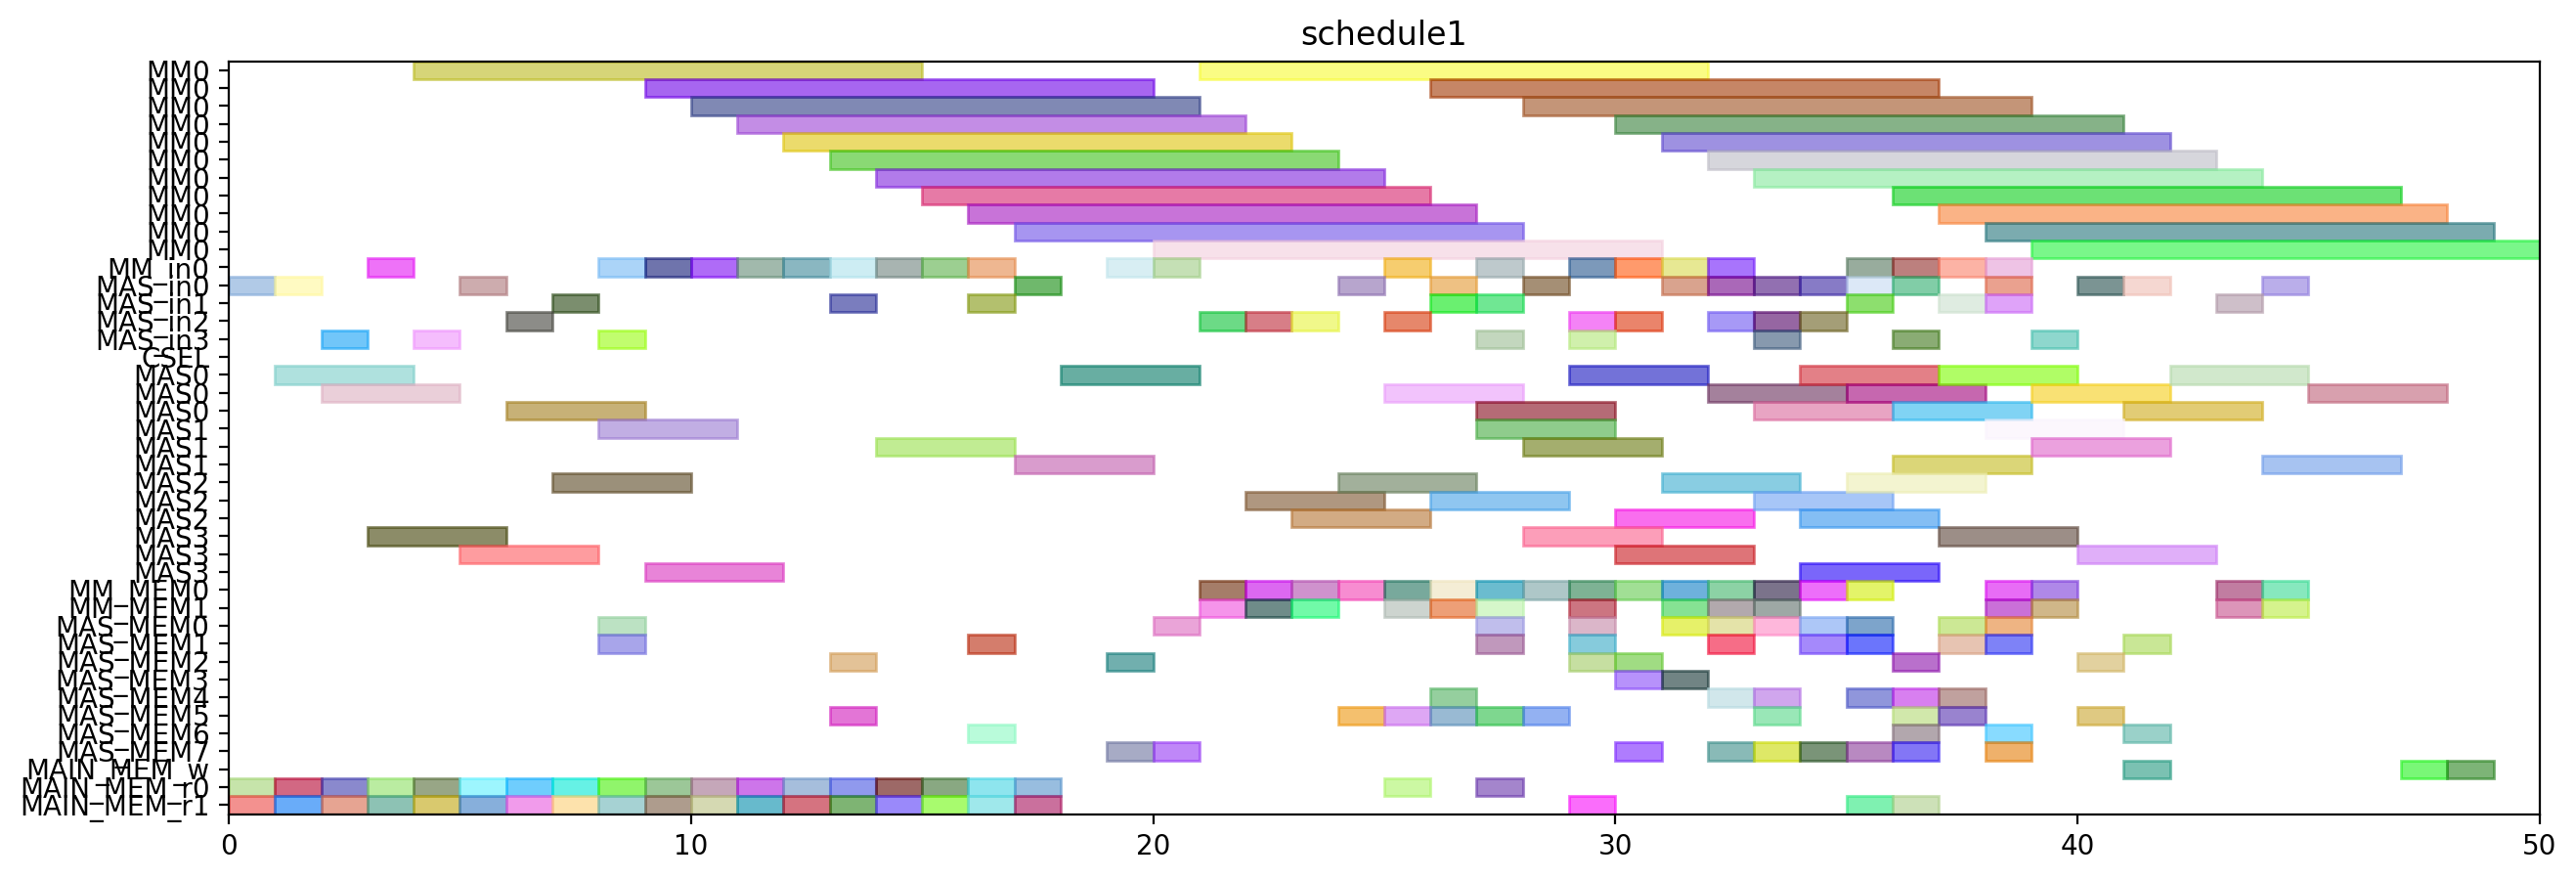 schedule1
MM0
MM0
MM0
MM0
MM0
MM0
MM0
MM0
MM0
MM0
MM0
MM_in0
MAS_in0
MAS_in1
MAS_in2
MAS_in3
CSEL
MAS0
MAS0
MAS0
MAS1
MAS1
MAS1
MAS2
MAS2
MAS2
MAS3
MAS3
MAS3
MM_MEM0
MM_MEM1
MAS_MEM0
MAS_MEM1
MAS_MEM2
MAS_MEM3
MAS_MEM4
MAS_MEM5
MAS_MEM6
MAS_MEM7
MAIN_MEM_w
MAIN_MEM_r0
MAIN_MEM_r1
0 10 20 30 40 50